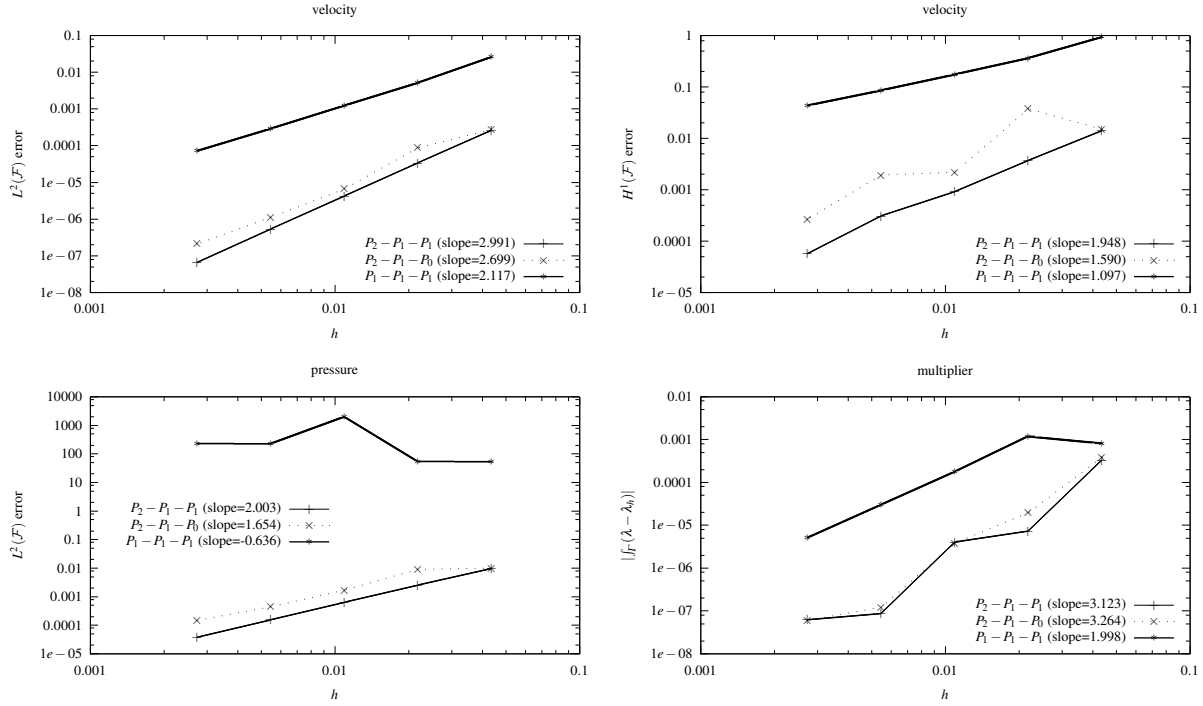 velocity
L²(𝓕) error
0.1
0.01
0.001
0.0001
1e−05
1e−06
1e−07
1e−08
P₂−P₁−P₁ (slope=2.991)
P₂−P₁−P₀ (slope=2.699)
P₁−P₁−P₁ (slope=2.117)
0.001
0.01
0.1
h
velocity
H¹(𝓕) error
1
0.1
0.01
0.001
0.0001
1e−05
P₂−P₁−P₁ (slope=1.948)
P₂−P₁−P₀ (slope=1.590)
P₁−P₁−P₁ (slope=1.097)
0.001
0.01
0.1
h
pressure
L²(𝓕) error
10000
1000
100
10
1
0.1
0.01
0.001
0.0001
1e−05
P₂−P₁−P₁ (slope=2.003)
P₂−P₁−P₀ (slope=1.654)
P₁−P₁−P₁ (slope=-0.636)
0.001
0.01
0.1
h
multiplier
|∫Γ(λ−λₕ)|
0.01
0.001
0.0001
1e−05
1e−06
1e−07
1e−08
P₂−P₁−P₁ (slope=3.123)
P₂−P₁−P₀ (slope=3.264)
P₁−P₁−P₁ (slope=1.998)
0.001
0.01
0.1
h